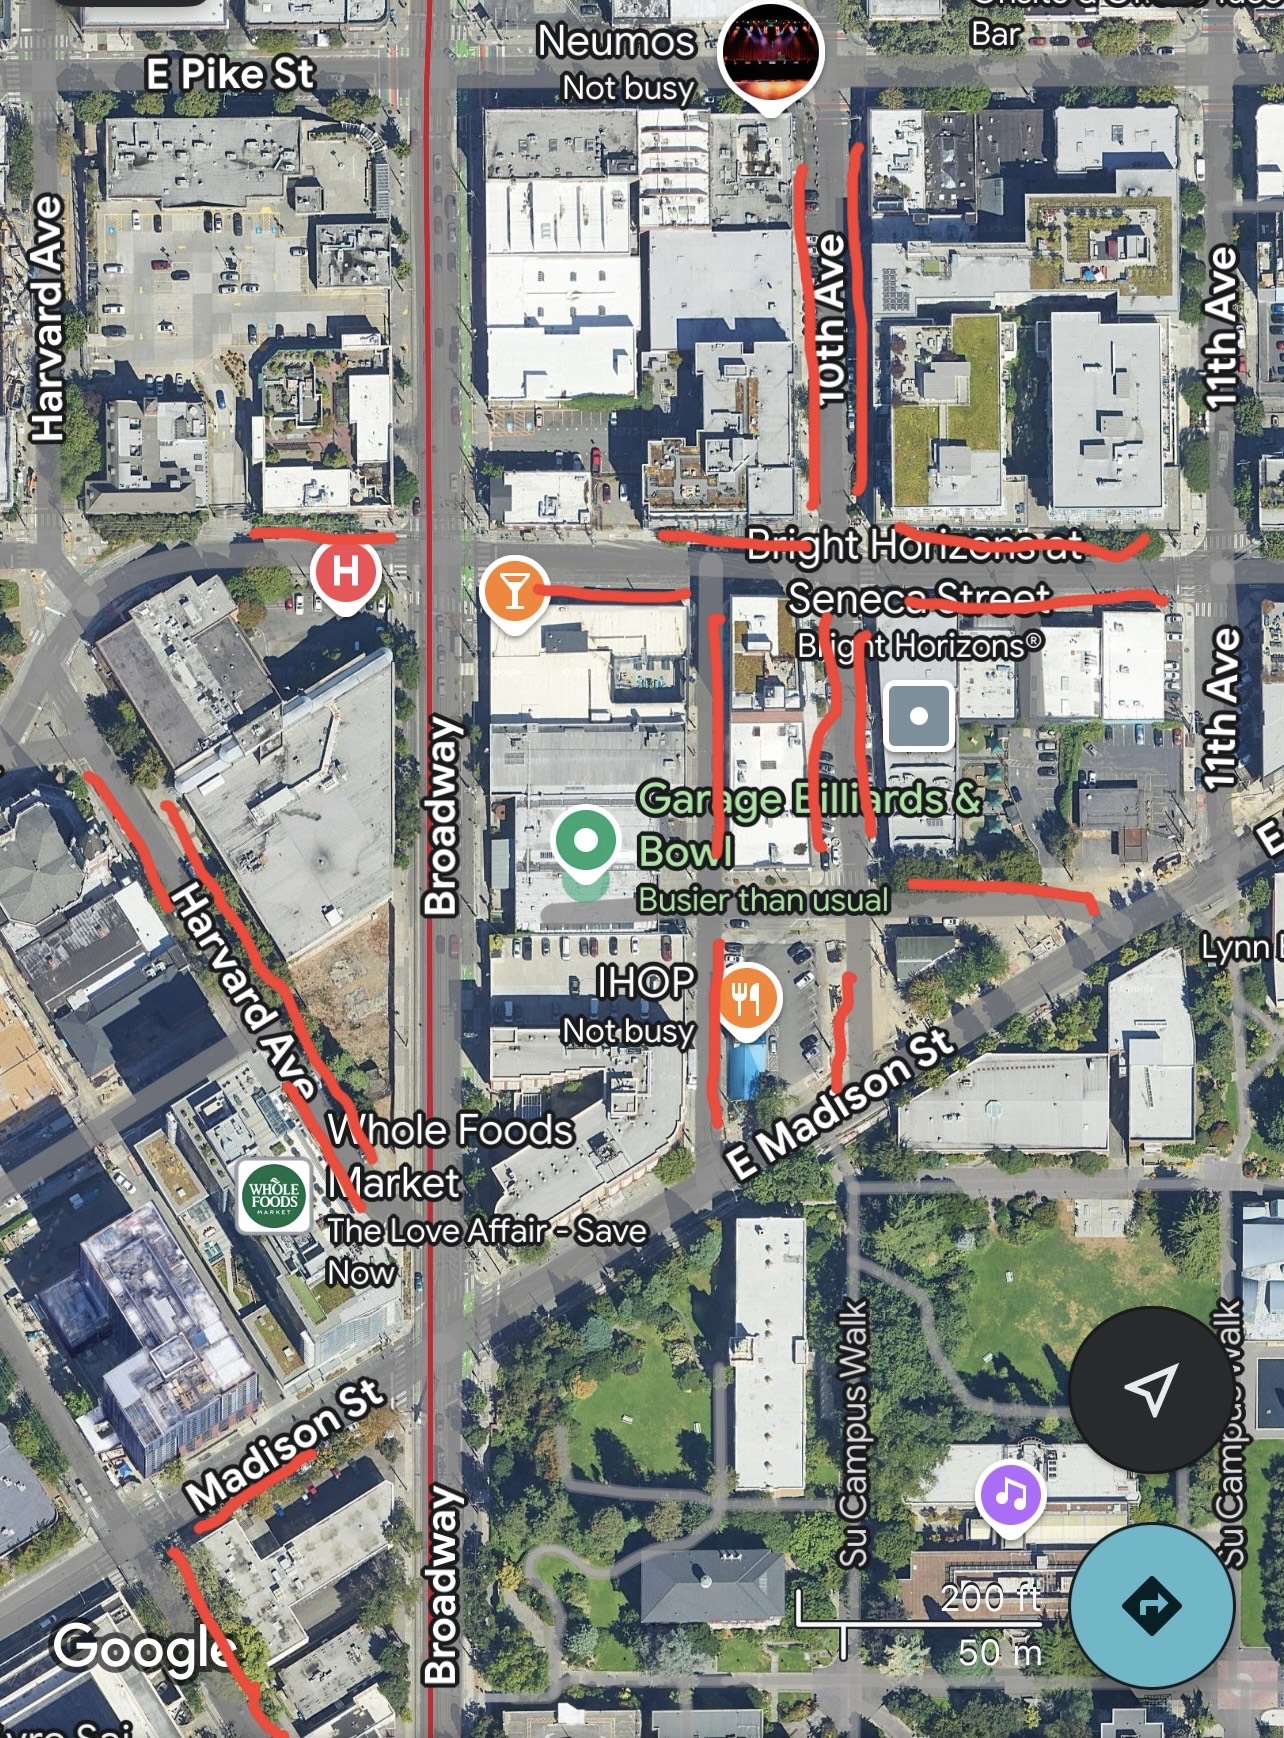 Bar
Neumos
Not busy
E Pike St
Harvard Ave
10th Ave
11th Ave
H
Bright Horizons at
Seneca Street
Bright Horizons®
11th Ave
Broadway
Garage Billiards &
Bowl
Busier than usual
E
Harvard Ave
Lynn
IHOP
Not busy
E Madison St
Whole Foods
Market
WHOLE
FOODS
MARKET
The Love Affair - Save
Now
Madison St
Su Campus Walk
Su Campus Walk
Broadway
200 ft
50 m
Google